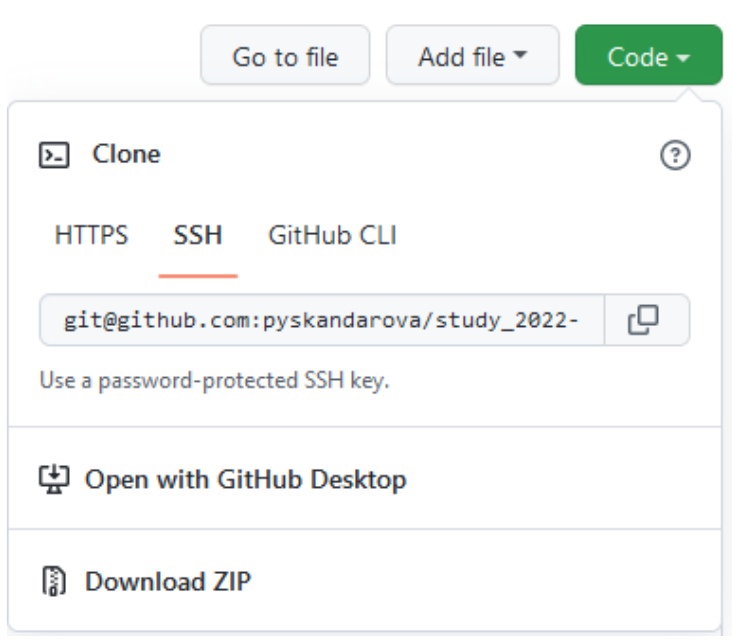 Go to file Add file Code
Clone
HTTPS SSH GitHub CLI
git@github.com:pyskandarova/study_2022-
Use a password-protected SSH key.
Open with GitHub Desktop
Download ZIP